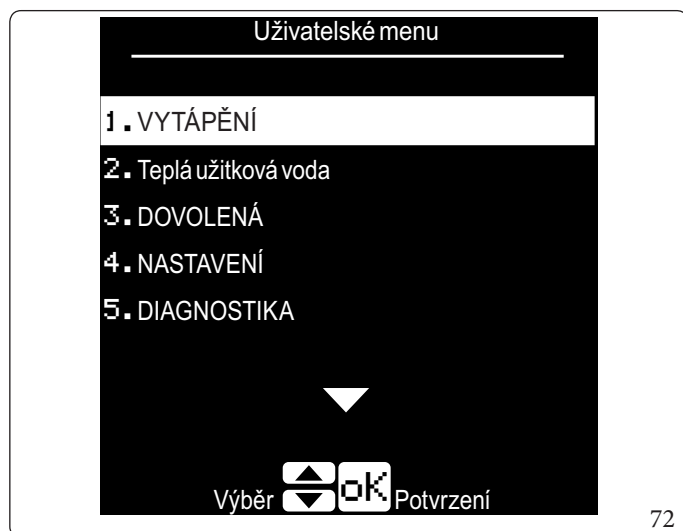 Uživatelské menu
1. VYTÁPĚNÍ
2. Teplá užitková voda
3. DOVOLENÁ
4. NASTAVENÍ
5. DIAGNOSTIKA
Výběr oK Potvrzení
72